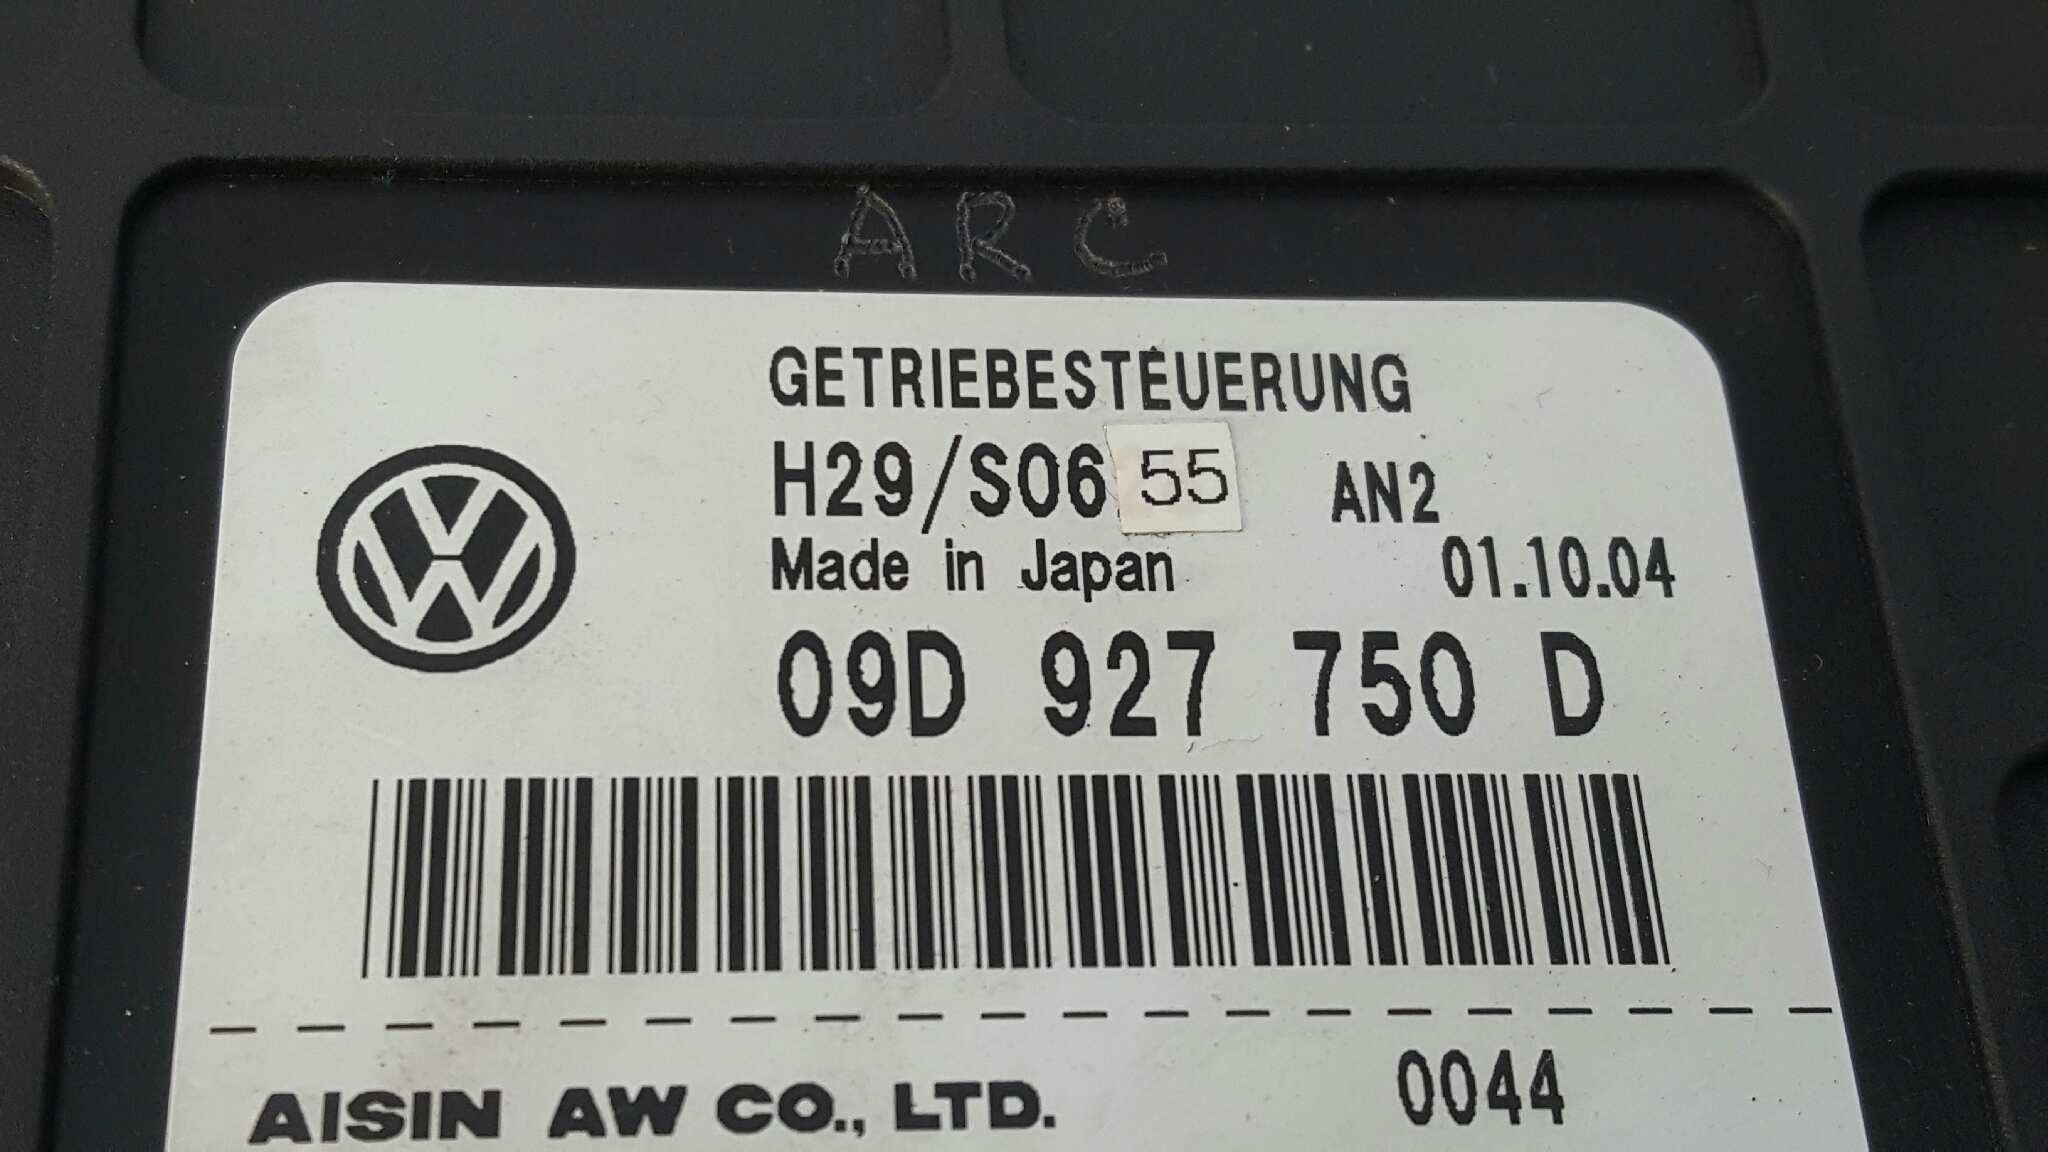 ARC
GETRIEBESTEUERUNG
H29/S06 55 AN2
Made in Japan 01.10.04
09D 927 750 D
AISIN AW CO., LTD. 0044